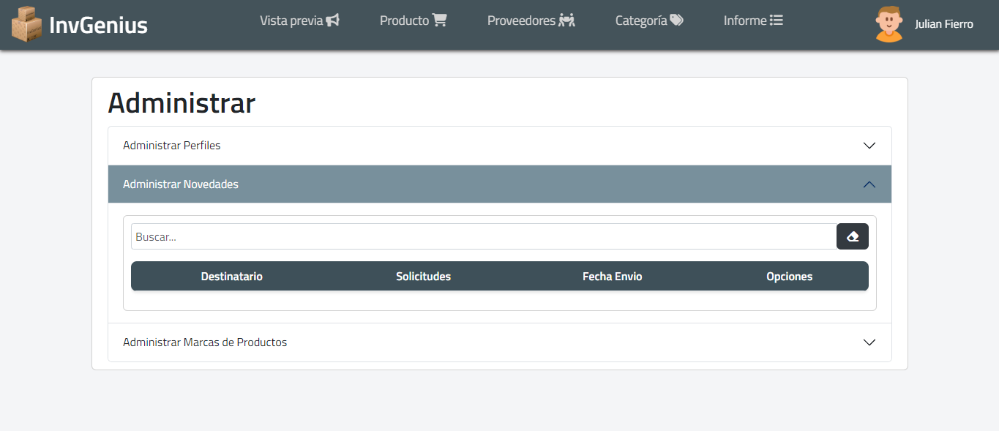 InvGenius
Vista previa
Producto
Proveedores
Categoría
Informe
Julian Fierro
Administrar
Administrar Perfiles
Administrar Novedades
Buscar...
Destinatario Solicitudes Fecha Envio Opciones
Administrar Marcas de Productos